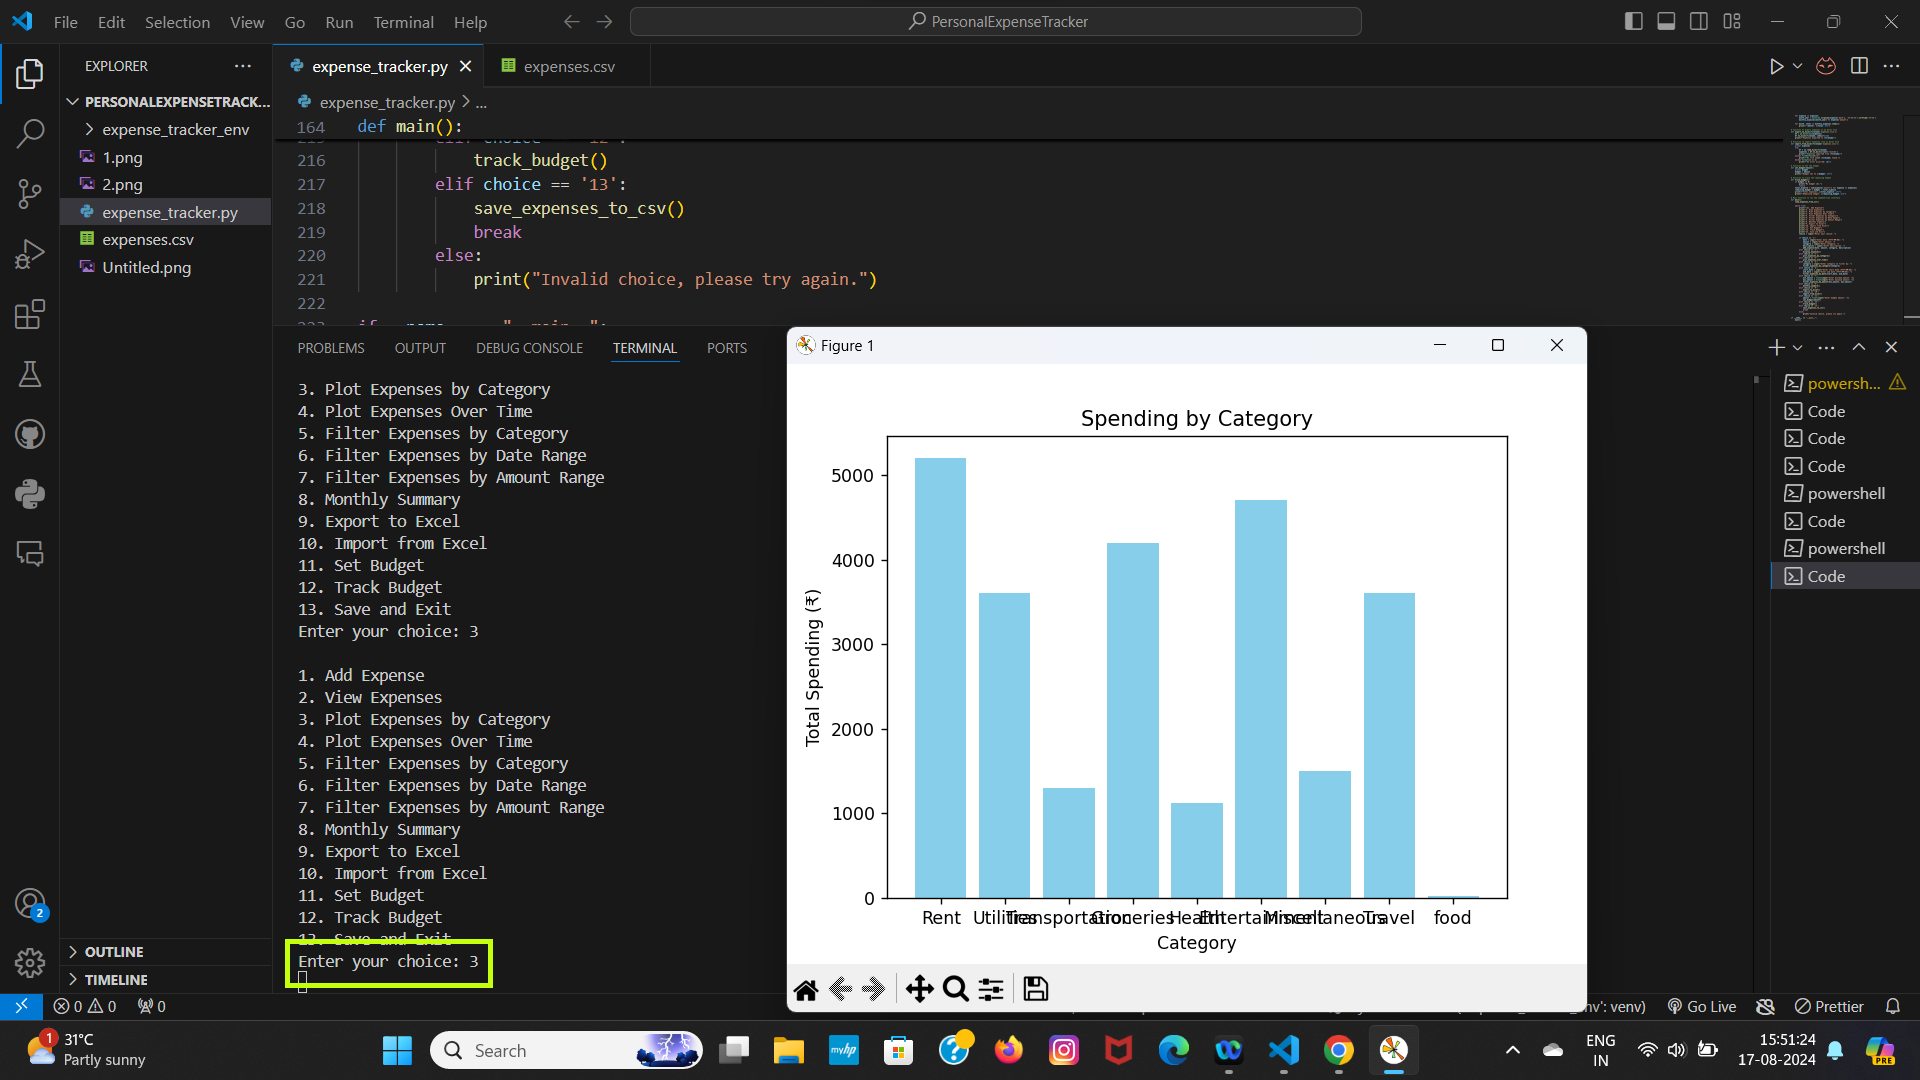 File Edit Selection View Go Run Terminal Help
PersonalExpenseTracker
EXPLORER
PERSONALEXPENSETRACK...
expense_tracker_env
1.png
2.png
expense_tracker.py
expenses.csv
Untitled.png
OUTLINE
TIMELINE
expense_tracker.py
expenses.csv
expense_tracker.py > ...
164 def main():
216 track_budget()
217 elif choice == '13':
218 save_expenses_to_csv()
219 break
220 else:
221 print("Invalid choice, please try again.")
222
PROBLEMS OUTPUT DEBUG CONSOLE TERMINAL PORTS
3. Plot Expenses by Category
4. Plot Expenses Over Time
5. Filter Expenses by Category
6. Filter Expenses by Date Range
7. Filter Expenses by Amount Range
8. Monthly Summary
9. Export to Excel
10. Import from Excel
11. Set Budget
12. Track Budget
13. Save and Exit
Enter your choice: 3
1. Add Expense
2. View Expenses
3. Plot Expenses by Category
4. Plot Expenses Over Time
5. Filter Expenses by Category
6. Filter Expenses by Date Range
7. Filter Expenses by Amount Range
8. Monthly Summary
9. Export to Excel
10. Import from Excel
11. Set Budget
12. Track Budget
13. Save and Exit
Enter your choice: 3
Figure 1
Spending by Category
Total Spending (₹)
5000
4000
3000
2000
1000
0
Rent Utilities Transportation Groceries Health Entertainment Miscellaneous Travel food
Category
powersh...
Code
Code
Code
powershell
Code
powershell
Code
2
0 0 0
nv': venv) Go Live Prettier
1
31°C
Partly sunny
Search
myhp
ENG
IN
15:51:24
17-08-2024
PRE